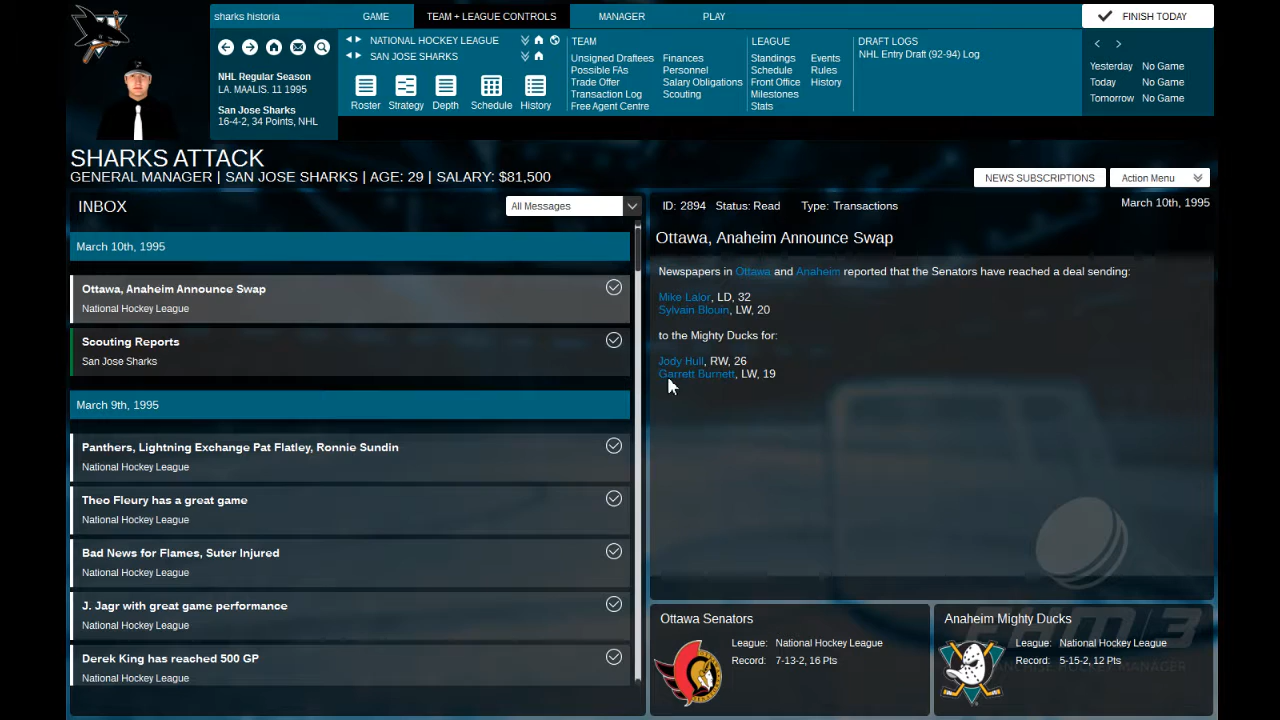 sharks historia
GAME
TEAM + LEAGUE CONTROLS
MANAGER
PLAY
FINISH TODAY
NHL Regular Season
LA. MAALIS. 11 1995
San Jose Sharks
16-4-2, 34 Points, NHL
NATIONAL HOCKEY LEAGUE
SAN JOSE SHARKS
Roster
Strategy
Depth
Schedule
History
TEAM
Unsigned Draftees
Possible FAs
Trade Offer
Transaction Log
Free Agent Centre
Finances
Personnel
Salary Obligations
Scouting
LEAGUE
Standings
Schedule
Front Office
Milestones
Stats
Events
Rules
History
DRAFT LOGS
NHL Entry Draft (92-94) Log
Yesterday No Game
Today No Game
Tomorrow No Game
SHARKS ATTACK
GENERAL MANAGER | SAN JOSE SHARKS | AGE: 29 | SALARY: $81,500
NEWS SUBSCRIPTIONS
Action Menu
INBOX
All Messages
March 10th, 1995
Ottawa, Anaheim Announce Swap
National Hockey League
Scouting Reports
San Jose Sharks
March 9th, 1995
Panthers, Lightning Exchange Pat Flatley, Ronnie Sundin
National Hockey League
Theo Fleury has a great game
National Hockey League
Bad News for Flames, Suter Injured
National Hockey League
J. Jagr with great game performance
National Hockey League
Derek King has reached 500 GP
National Hockey League
ID: 2894 Status: Read Type: Transactions
March 10th, 1995
Ottawa, Anaheim Announce Swap
Newspapers in Ottawa and Anaheim reported that the Senators have reached a deal sending:
Mike Lalor, LD, 32
Sylvain Blouin, LW, 20
to the Mighty Ducks for:
Jody Hull, RW, 26
Garrett Burnett, LW, 19
Ottawa Senators
League: National Hockey League
Record: 7-13-2, 16 Pts
Anaheim Mighty Ducks
League: National Hockey League
Record: 5-15-2, 12 Pts